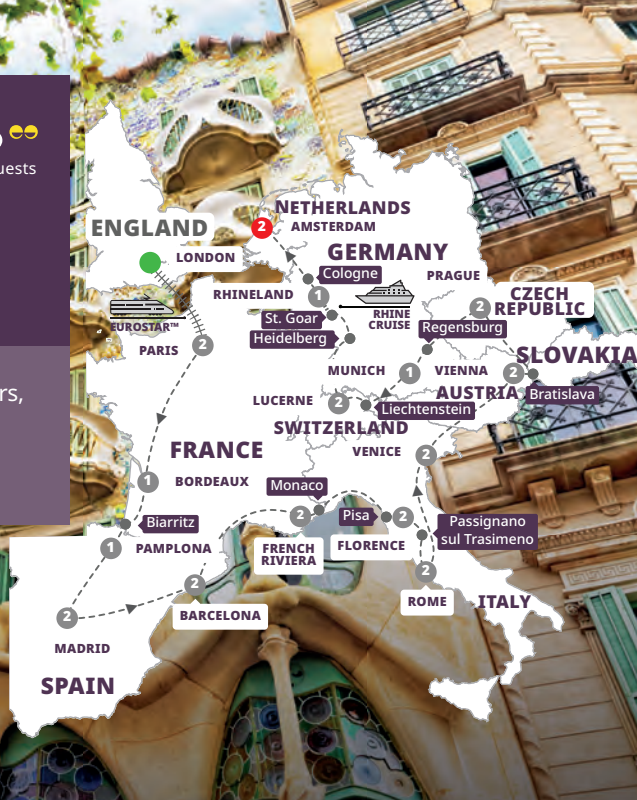 uests
rs,
NETHERLANDS
2
AMSTERDAM
ENGLAND
LONDON
GERMANY
Cologne
PRAGUE
RHINELAND
1
RHINE
CRUISE
2
CZECH
REPUBLIC
EUROSTAR™
St. Goar
Heidelberg
Regensburg
PARIS
2
SLOVAKIA
MUNICH
1
VIENNA
2
AUSTRIA
Bratislava
LUCERNE
2
Liechtenstein
SWITZERLAND
FRANCE
VENICE
2
1
BORDEAUX
Monaco
Biarritz
2
Pisa
2
Passignano
sul Trasimeno
1
PAMPLONA
FRENCH
RIVIERA
FLORENCE
2
BARCELONA
2
ROME
ITALY
2
MADRID
SPAIN